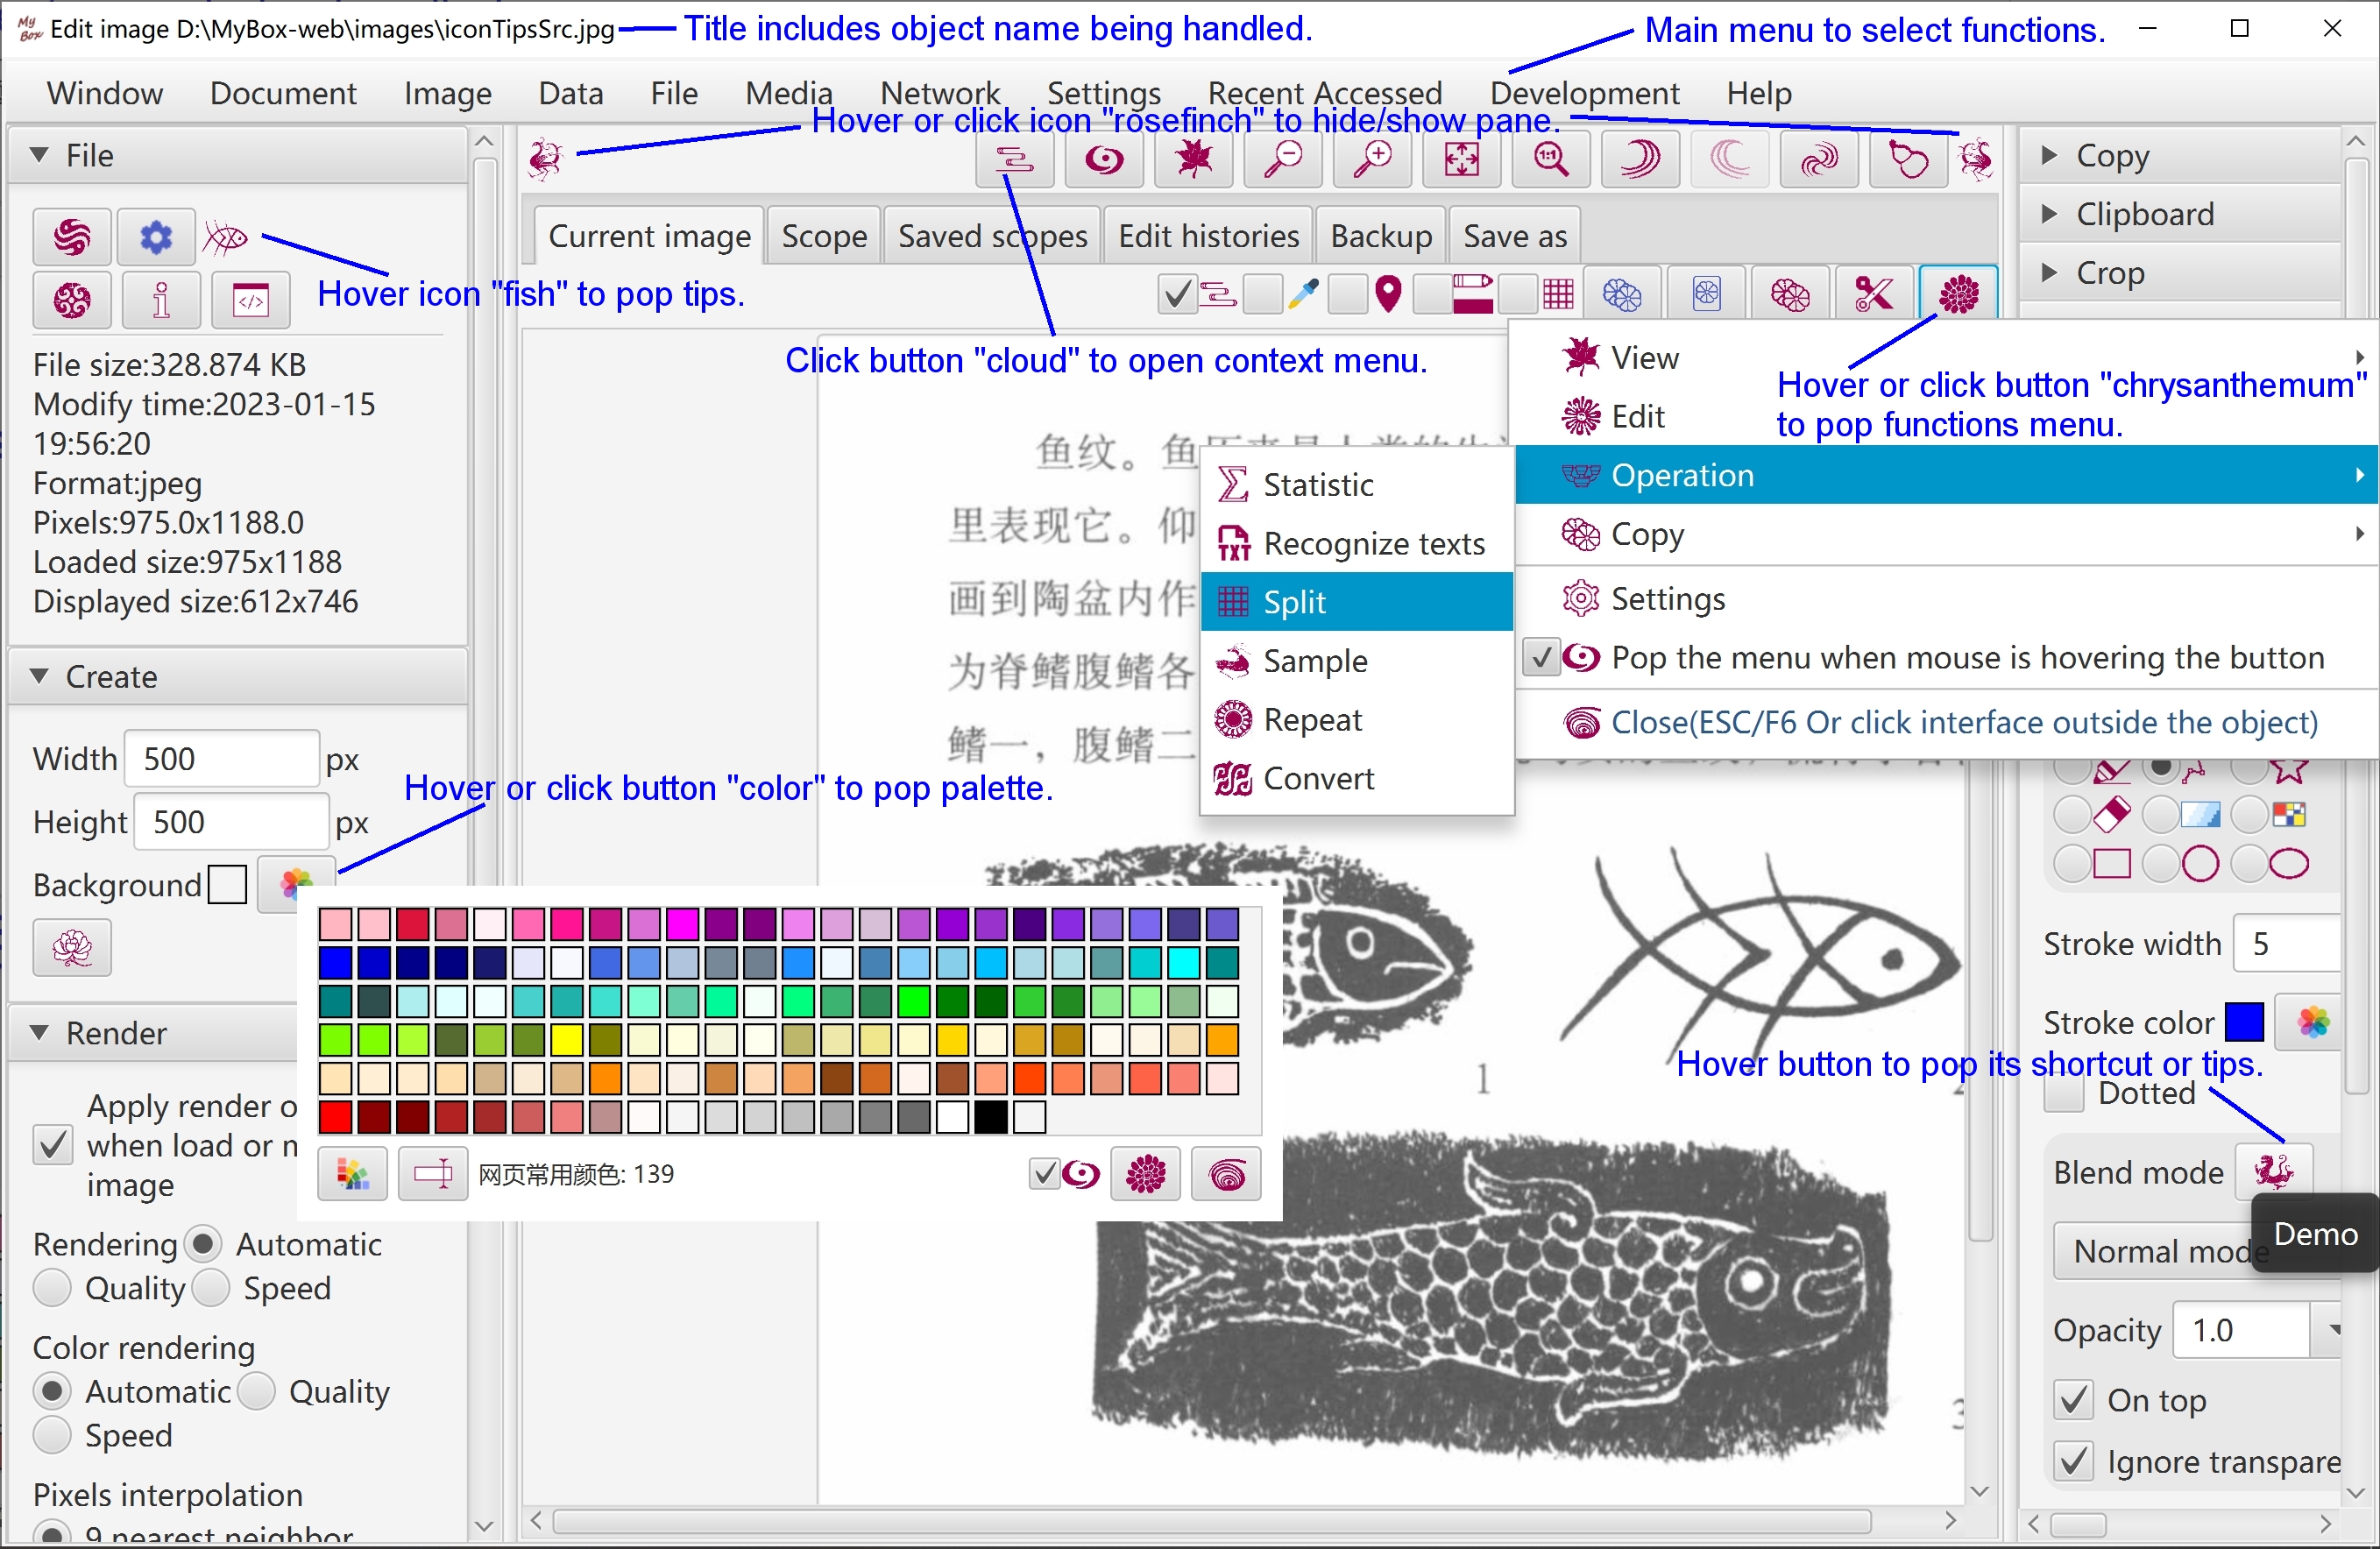 My Box
Edit image D:\MyBox-web\images\iconTipsSrc.jpg
Title includes object name being handled.
Main menu to select functions.
Window Document Image Data File Media Network Settings Recent Accessed Development Help
Hover or click icon "rosefinch" to hide/show pane.
File
1:1
Current image Scope Saved scopes Edit histories Backup Save as
Hover icon "fish" to pop tips.
File size:328.874 KB
Modify time:2023-01-15
19:56:20
Format:jpeg
Pixels:975.0x1188.0
Loaded size:975x1188
Displayed size:612x746
Create
Width 500 px
Height 500 px
Hover or click button "color" to pop palette.
Background
Render
Apply render
when load or
image
Rendering Automatic
Quality Speed
Color rendering
Automatic Quality
Speed
Pixels interpolation
9 nearest neighbor
Click button "cloud" to open context menu.
鱼纹。鱼
里表现它。仰
画到陶盆内作
为脊鳍腹鳍各
鳍一，腹鳍二
Statistic
TXT Recognize texts
Split
Sample
Repeat
Convert
View
Edit
Operation
Copy
Settings
Pop the menu when mouse is hovering the button
Close(ESC/F6 Or click interface outside the object)
Hover or click button "chrysanthemum"
to pop functions menu.
网页常用颜色: 139
1
Copy
Clipboard
Crop
Stroke width 5
Stroke color
Hover button to pop its shortcut or tips.
Dotted
Blend mode
Demo
Normal mode
Opacity 1.0
On top
Ignore transpare